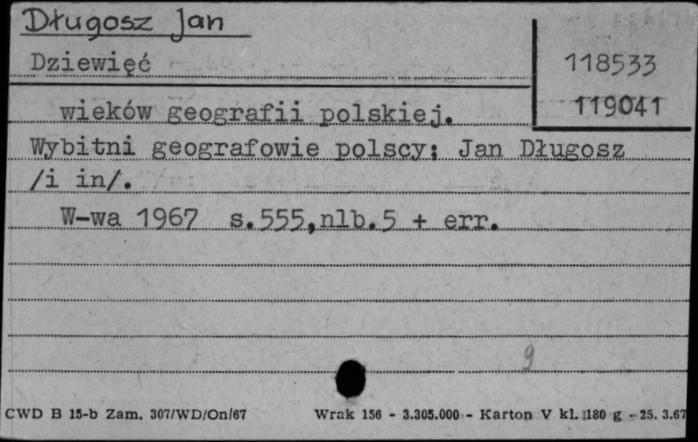 Długosz Jan
Dziewięć
118533
wieków geografii polskiej.
119041
Wybitni geografowie polscy; Jan Długosz
/i in/.
W-wa 1967 s.555,nlb.5 + err.
9
CWD B 15-b Zam. 307/WD/On/67 Wrak 156 - 3.305.000 - Karton V kl. 180 g - 25. 3.67